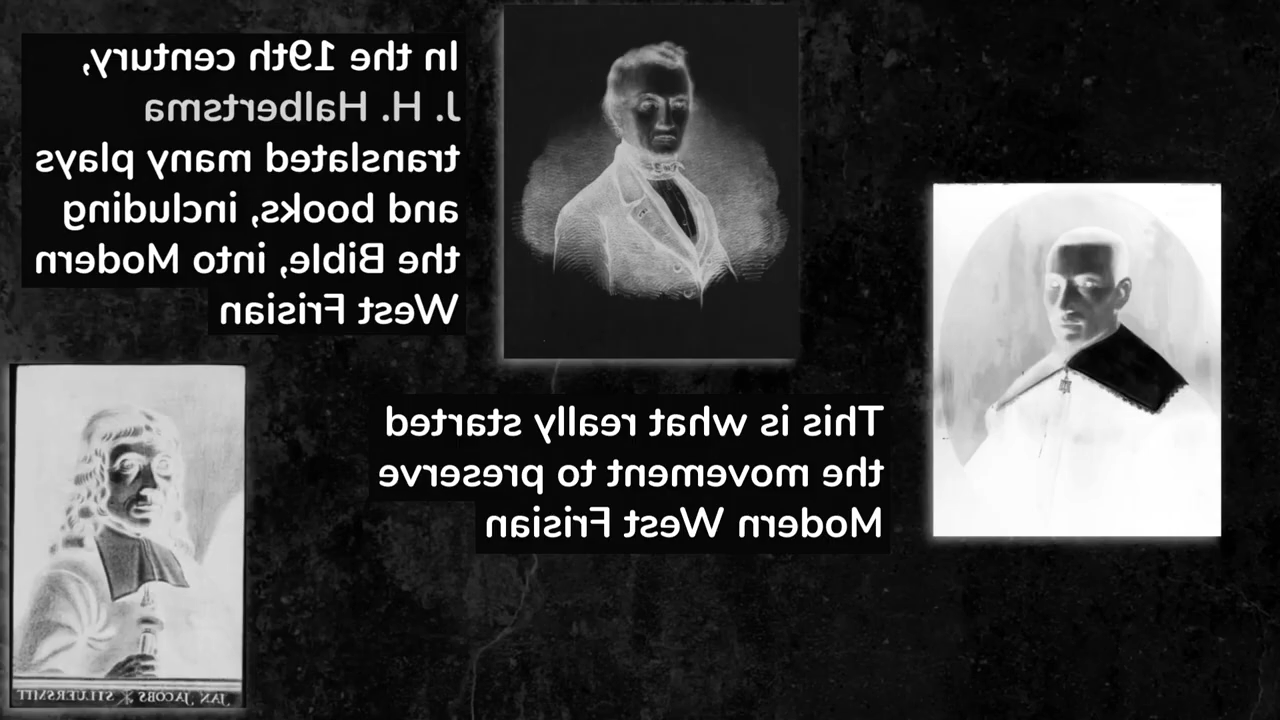 In the 19th century,
J. H. Halbertsma
translated many plays
and books, including
the Bible, into Modern
West Frisian
This is what really started
the movement to preserve
Modern West Frisian
JAN JACOBS STILUERSMIT